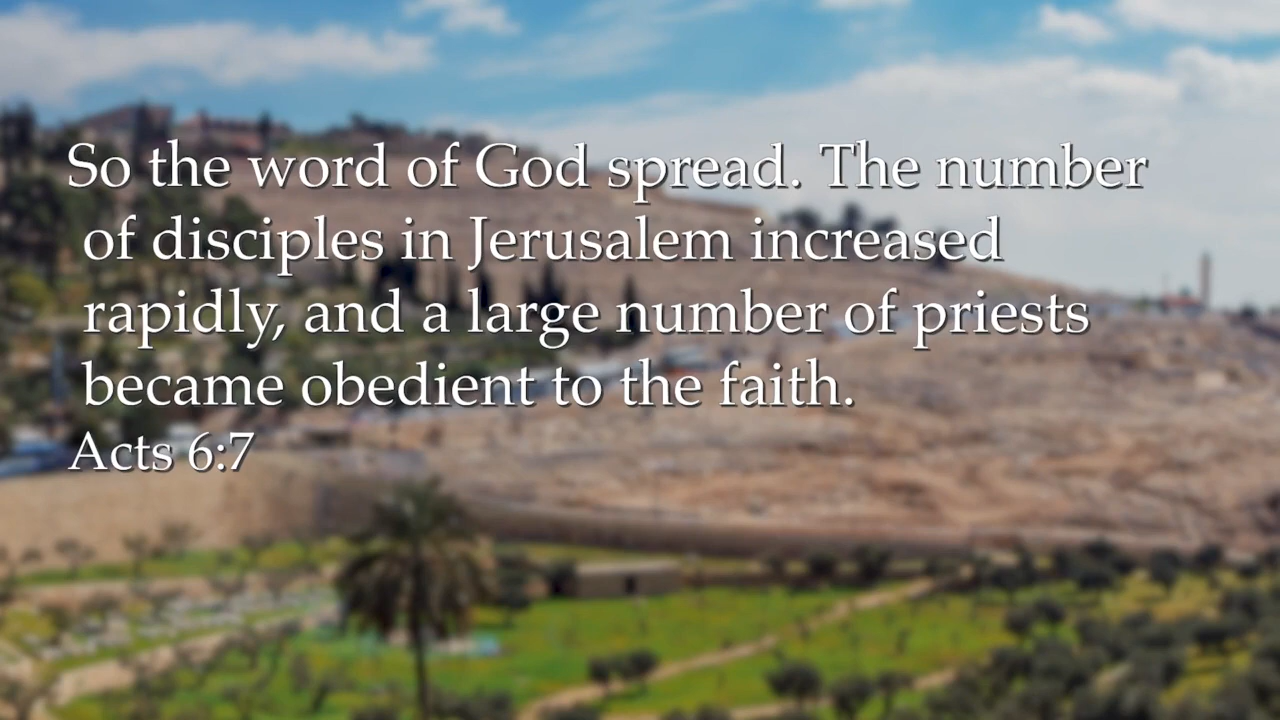 So the word of God spread. The number
of disciples in Jerusalem increased
rapidly, and a large number of priests
became obedient to the faith.
Acts 6:7